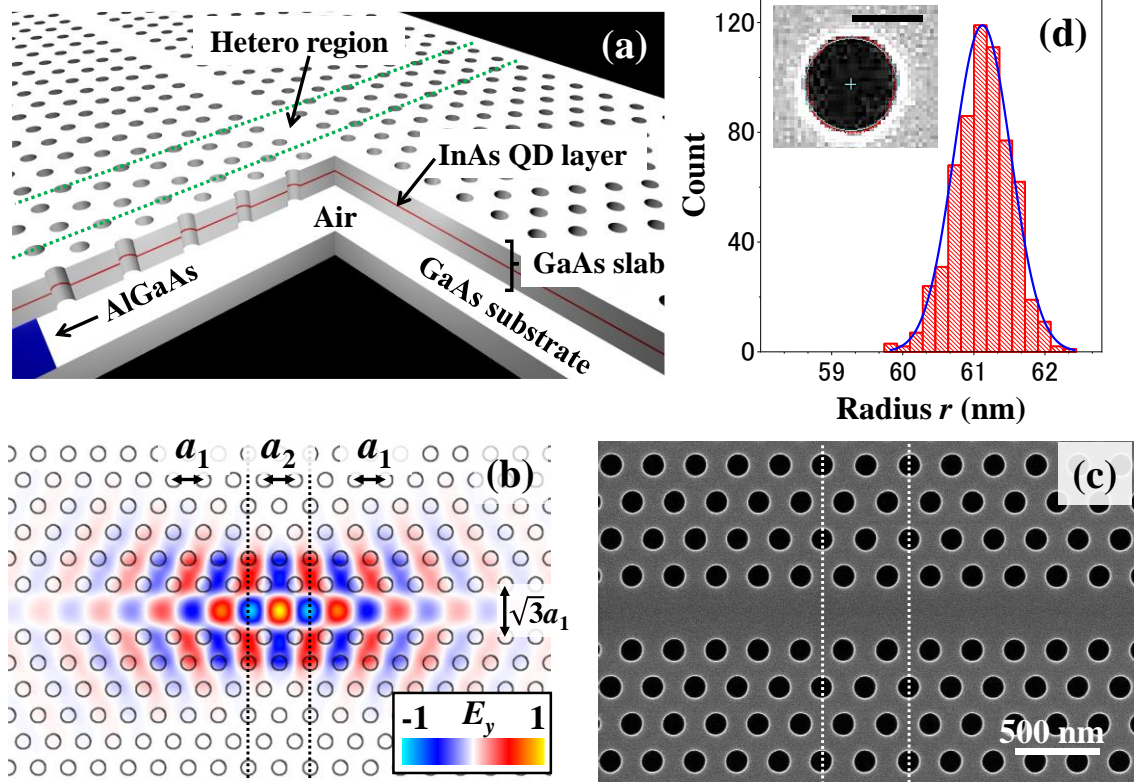 (a)
Hetero region
InAs QD layer
Air
GaAs slab
AlGaAs
GaAs substrate
(d)
120
80
40
0
Count
59 60 61 62
Radius r (nm)
(b)
a₁ a₂ a₁
√3a₁
-1 E_y 1
(c)
500 nm